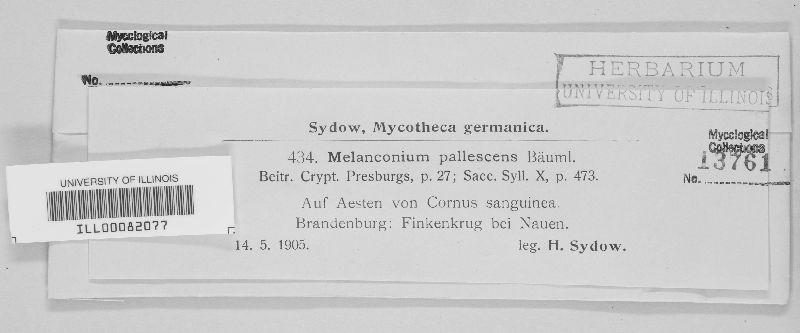 Mycological
Collections
No.
HERBARIUM
UNIVERSITY OF ILLINOIS
Sydow, Mycotheca germanica.
434. Melanconium pallescens Bäuml.
Beitr. Crypt. Presburgs, p. 27; Sacc. Syll. X, p. 473.
Auf Aesten von Cornus sanguinea.
Brandenburg: Finkenkrug bei Nauen.
14. 5. 1905. leg. H. Sydow.
Mycological
Collections
13761
No.
UNIVERSITY OF ILLINOIS
ILL00082077